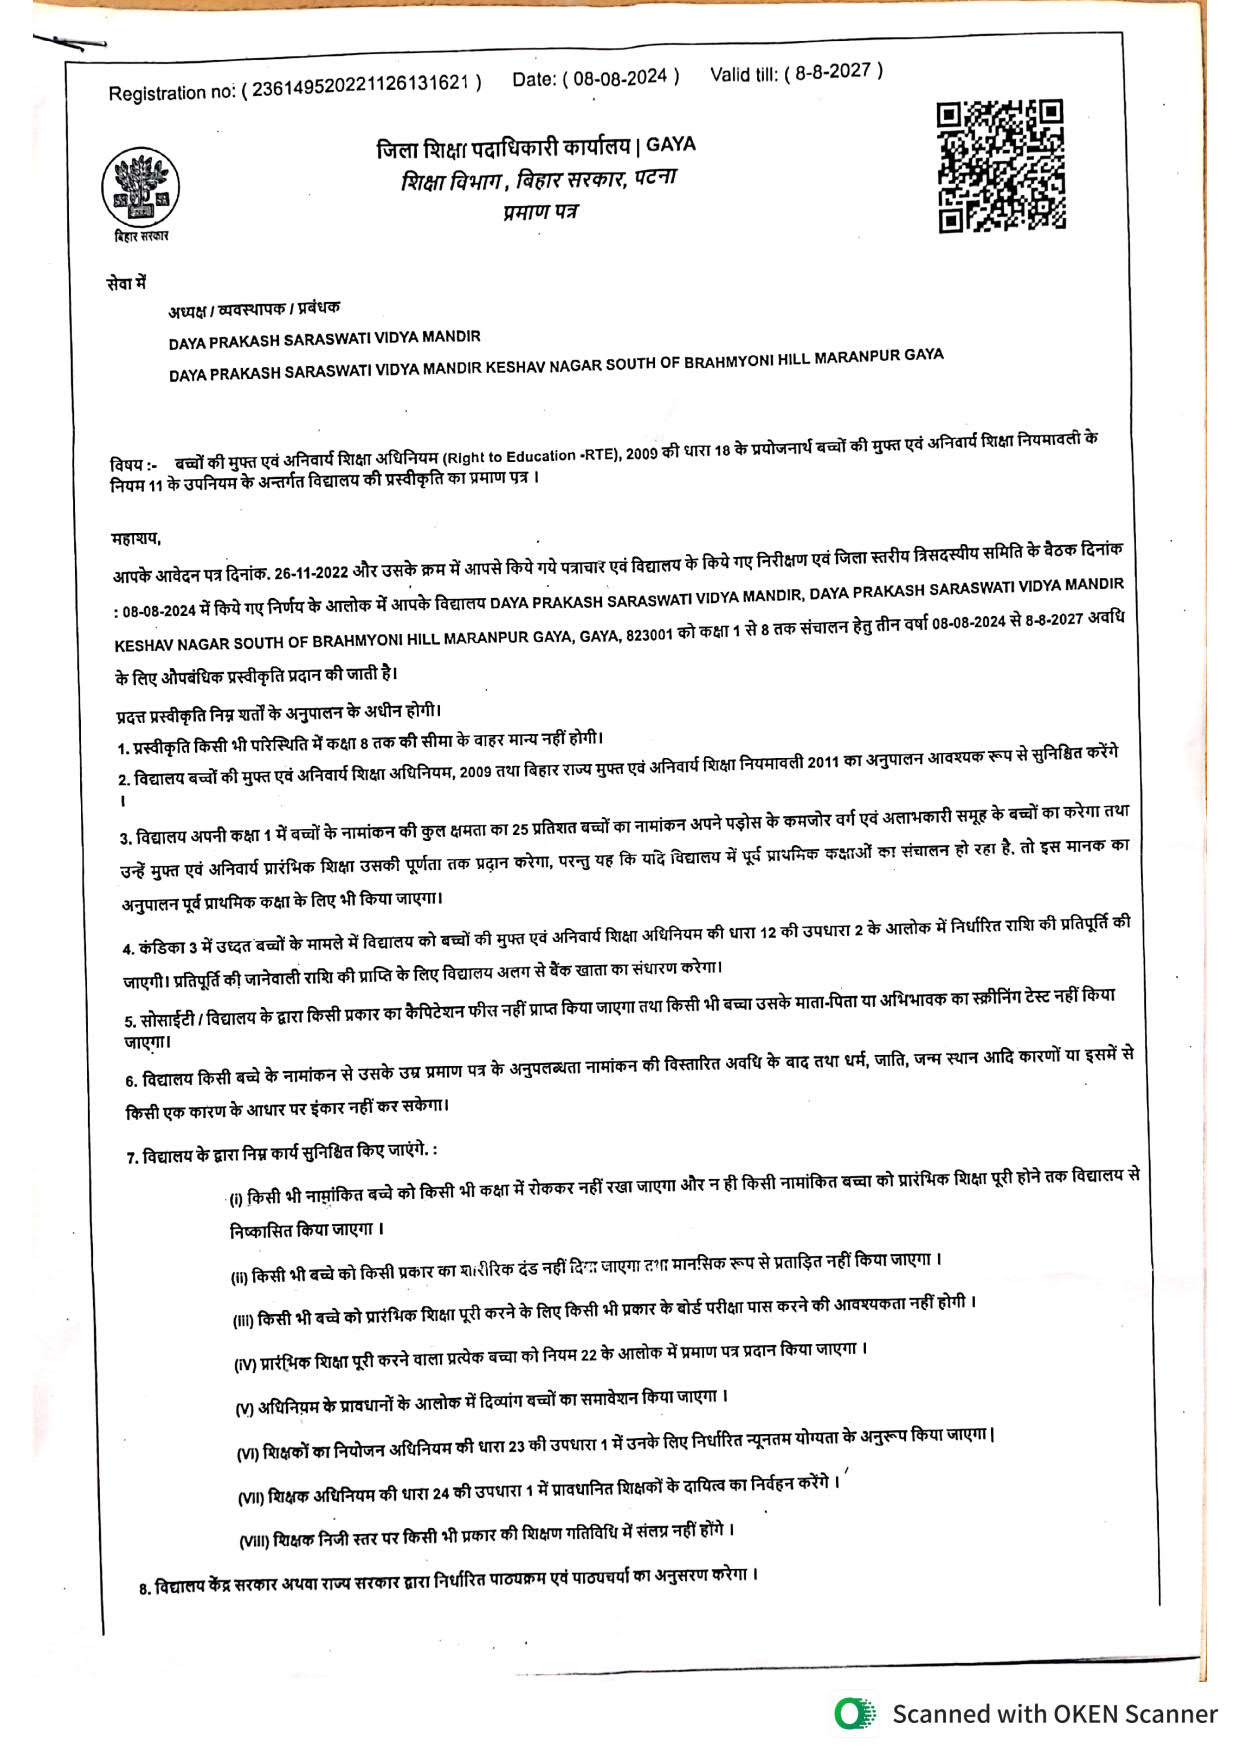 Registration no: ( 236149520221126131621 ) Date: ( 08-08-2024 ) Valid till: ( 8-8-2027 )
जिला शिक्षा पदाधिकारी कार्यालय | GAYA
शिक्षा विभाग , बिहार सरकार, पटना
प्रमाण पत्र
बिहार सरकार
सेवा में
अध्यक्ष / व्यवस्थापक / प्रबंधक
DAYA PRAKASH SARASWATI VIDYA MANDIR
DAYA PRAKASH SARASWATI VIDYA MANDIR KESHAV NAGAR SOUTH OF BRAHMYONI HILL MARANPUR GAYA
विषय :- बच्चों की मुफ्त एवं अनिवार्य शिक्षा अधिनियम (Right to Education -RTE), 2009 की धारा 18 के प्रयोजनार्थ बच्चों की मुफ्त एवं अनिवार्य शिक्षा नियमावली के
नियम 11 के उपनियम के अन्तर्गत विद्यालय की प्रस्वीकृति का प्रमाण पत्र ।
महाशय,
आपके आवेदन पत्र दिनांक. 26-11-2022 और उसके क्रम में आपसे किये गये पत्राचार एवं विद्यालय के किये गए निरीक्षण एवं जिला स्तरीय त्रिसदस्यीय समिति के बैठक दिनांक
: 08-08-2024 में किये गए निर्णय के आलोक में आपके विद्यालय DAYA PRAKASH SARASWATI VIDYA MANDIR, DAYA PRAKASH SARASWATI VIDYA MANDIR
KESHAV NAGAR SOUTH OF BRAHMYONI HILL MARANPUR GAYA, GAYA, 823001 को कक्षा 1 से 8 तक संचालन हेतु तीन वर्षा 08-08-2024 से 8-8-2027 अवधि
के लिए औपबंधिक प्रस्वीकृति प्रदान की जाती है।
प्रदत्त प्रस्वीकृति निम्न शर्तों के अनुपालन के अधीन होगी।
1. प्रस्वीकृति किसी भी परिस्थिति में कक्षा 8 तक की सीमा के वाहर मान्य नहीं होगी।
2. विद्यालय बच्चों की मुफ्त एवं अनिवार्य शिक्षा अधिनियम, 2009 तथा बिहार राज्य मुफ्त एवं अनिवार्य शिक्षा नियमावली 2011 का अनुपालन आवश्यक रूप से सुनिश्चित करेंगे
।
3. विद्यालय अपनी कक्षा 1 में बच्चों के नामांकन की कुल क्षमता का 25 प्रतिशत बच्चों का नामांकन अपने पड़ोस के कमजोर वर्ग एवं अलाभकारी समूह के बच्चों का करेगा तथा
उन्हें मुफ्त एवं अनिवार्य प्रारंभिक शिक्षा उसकी पूर्णता तक प्रदान करेगा, परन्तु यह कि यदि विद्यालय में पूर्व प्राथमिक कक्षाओं का संचालन हो रहा है. तो इस मानक का
अनुपालन पूर्व प्राथमिक कक्षा के लिए भी किया जाएगा।
4. कंडिका 3 में उध्दत बच्चों के मामले में विद्यालय को बच्चों की मुफ्त एवं अनिवार्य शिक्षा अधिनियम की धारा 12 की उपधारा 2 के आलोक में निर्धारित राशि की प्रतिपूर्ति की
जाएगी। प्रतिपूर्ति की जानेवाली राशि की प्राप्ति के लिए विद्यालय अलग से बैंक खाता का संधारण करेगा।
5. सोसाईटी / विद्यालय के द्वारा किसी प्रकार का कैपिटेशन फीस नहीं प्राप्त किया जाएगा तथा किसी भी बच्चा उसके माता-पिता या अभिभावक का स्क्रीनिंग टेस्ट नहीं किया
जाएगा।
6. विद्यालय किसी बच्चे के नामांकन से उसके उम्र प्रमाण पत्र के अनुपलब्धता नामांकन की विस्तारित अवधि के बाद तथा धर्म, जाति, जन्म स्थान आदि कारणों या इसमें से
किसी एक कारण के आधार पर इंकार नहीं कर सकेगा।
7. विद्यालय के द्वारा निम्न कार्य सुनिश्चित किए जाएंगे. :
(i) किसी भी नामांकित बच्चे को किसी भी कक्षा में रोककर नहीं रखा जाएगा और न ही किसी नामांकित बच्चा को प्रारंभिक शिक्षा पूरी होने तक विद्यालय से
निष्कासित किया जाएगा ।
(ii) किसी भी बच्चे को किसी प्रकार का शारीरिक दंड नहीं दिया जाएगा तथा मानसिक रूप से प्रताड़ित नहीं किया जाएगा ।
(III) किसी भी बच्चे को प्रारंभिक शिक्षा पूरी करने के लिए किसी भी प्रकार के बोर्ड परीक्षा पास करने की आवश्यकता नहीं होगी ।
(IV) प्रारंभिक शिक्षा पूरी करने वाला प्रत्येक बच्चा को नियम 22 के आलोक में प्रमाण पत्र प्रदान किया जाएगा ।
(V) अधिनियम के प्रावधानों के आलोक में दिव्यांग बच्चों का समावेशन किया जाएगा ।
(VI) शिक्षकों का नियोजन अधिनियम की धारा 23 की उपधारा 1 में उनके लिए निर्धारित न्यूनतम योग्यता के अनुरूप किया जाएगा|
(VII) शिक्षक अधिनियम की धारा 24 की उपधारा 1 में प्रावधानित शिक्षकों के दायित्व का निर्वहन करेंगे ।
(VIII) शिक्षक निजी स्तर पर किसी भी प्रकार की शिक्षण गतिविधि में संलग्न नहीं होंगे ।
8. विद्यालय केंद्र सरकार अथवा राज्य सरकार द्वारा निर्धारित पाठ्यक्रम एवं पाठ्यचर्या का अनुसरण करेगा ।
Scanned with OKEN Scanner